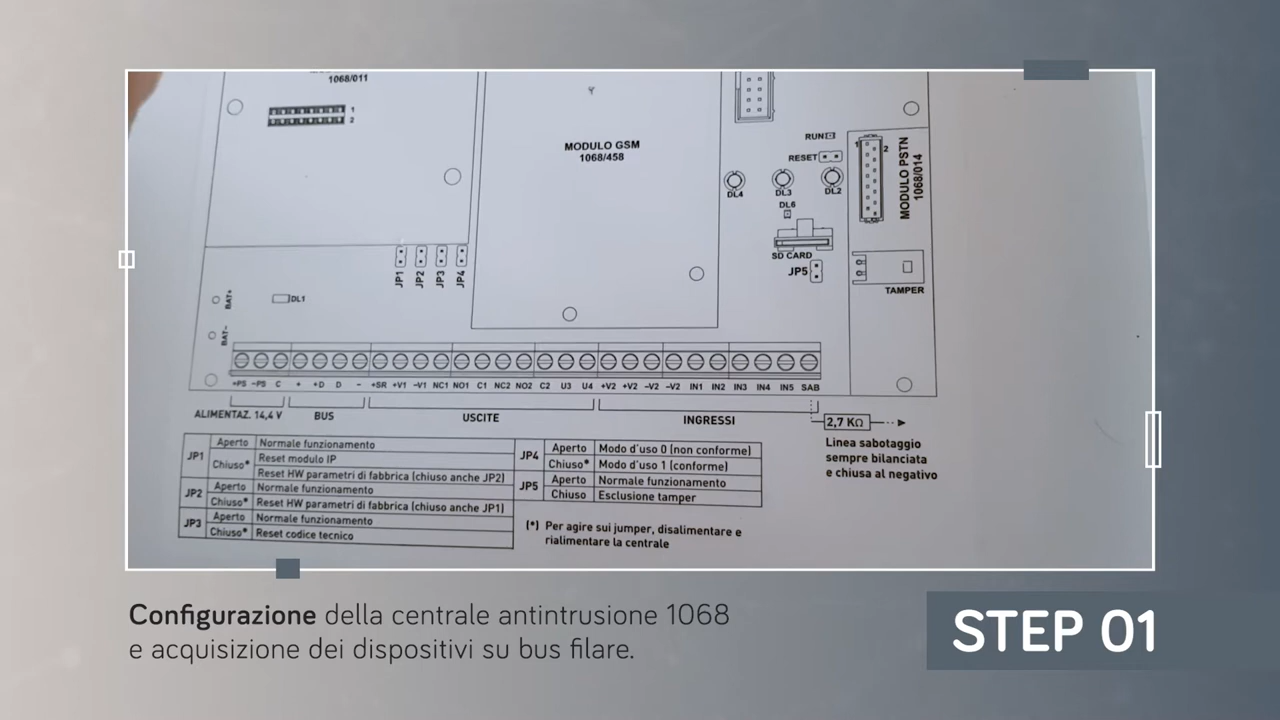 1068/011
1
2
MODULO GSM
1068/458
RUN
RESET
1
2
MODULO PSTN
1068/014
DL4
DL3
DL2
DL6
SD CARD
JP5
TAMPER
JP1
JP2
JP3
JP4
BAT+
DL1
BAT-
+PS -PS C + +D D - +SR +V1 -V1 NC1 NO1 C1 NC2 NO2 C2 U3 U4 +V2 +V2 -V2 -V2 IN1 IN2 IN3 IN4 IN5 SAB
ALIMENTAZ. 14,4 V
BUS
USCITE
INGRESSI
2,7 KΩ
Linea sabotaggio
sempre bilanciata
e chiusa al negativo
JP1
Aperto Normale funzionamento
Chiuso* Reset modulo IP
Reset HW parametri di fabbrica (chiuso anche JP2)
JP2
Aperto Normale funzionamento
Chiuso* Reset HW parametri di fabbrica (chiuso anche JP1)
JP3
Aperto Normale funzionamento
Chiuso* Reset codice tecnico
JP4
Aperto Modo d'uso 0 (non conforme)
Chiuso* Modo d'uso 1 (conforme)
JP5
Aperto Normale funzionamento
Chiuso Esclusione tamper
(*) Per agire sui jumper, disalimentare e
rialimentare la centrale
Configurazione della centrale antintrusione 1068
e acquisizione dei dispositivi su bus filare.
STEP 01